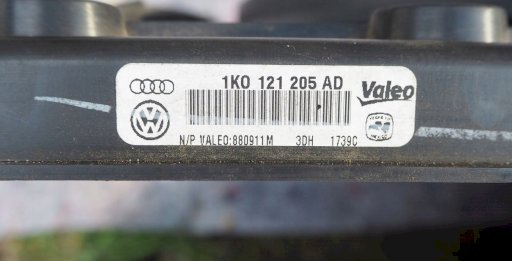 1K0 121 205 AD
Valeo
N/P VALEO:880911M 3DH 1739C